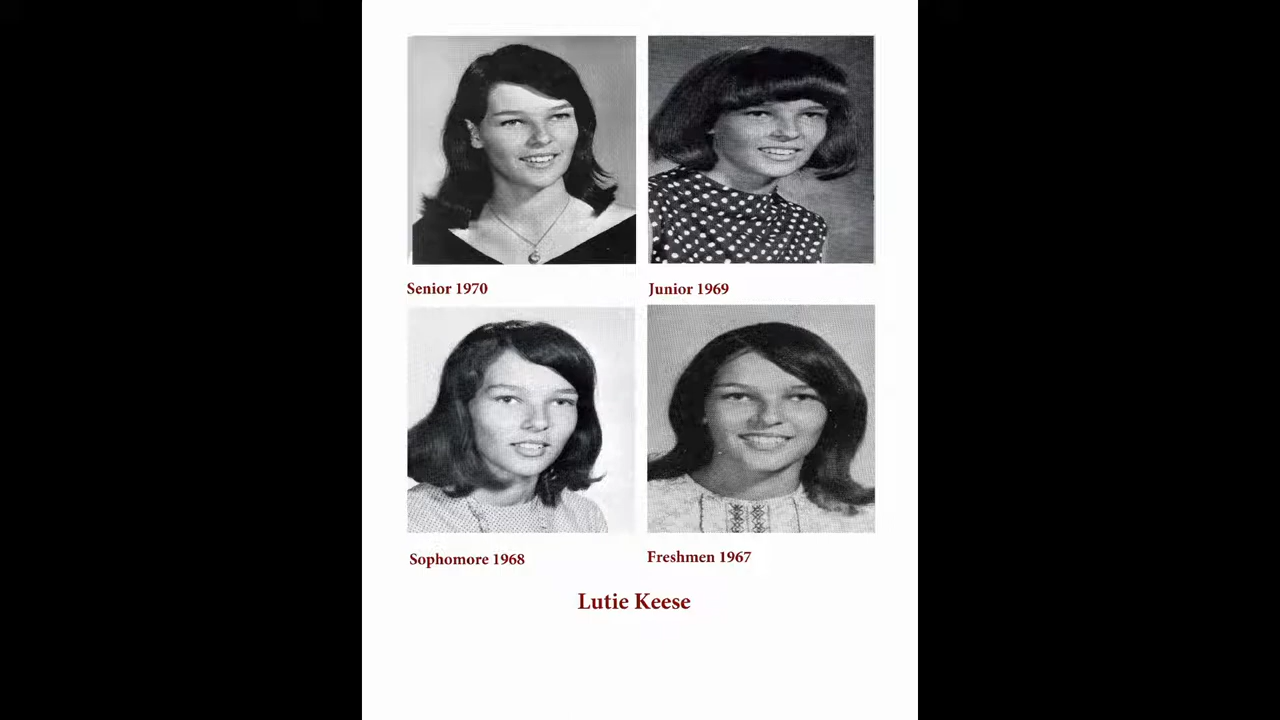 Senior 1970
Junior 1969
Sophomore 1968
Freshmen 1967
Lutie Keese